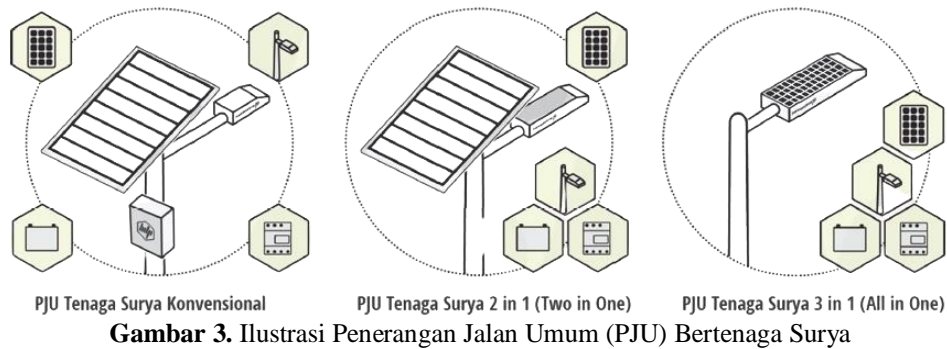 PJU Tenaga Surya Konvensional
PJU Tenaga Surya 2 in 1 (Two in One)
PJU Tenaga Surya 3 in 1 (All in One)
Gambar 3. Ilustrasi Penerangan Jalan Umum (PJU) Bertenaga Surya